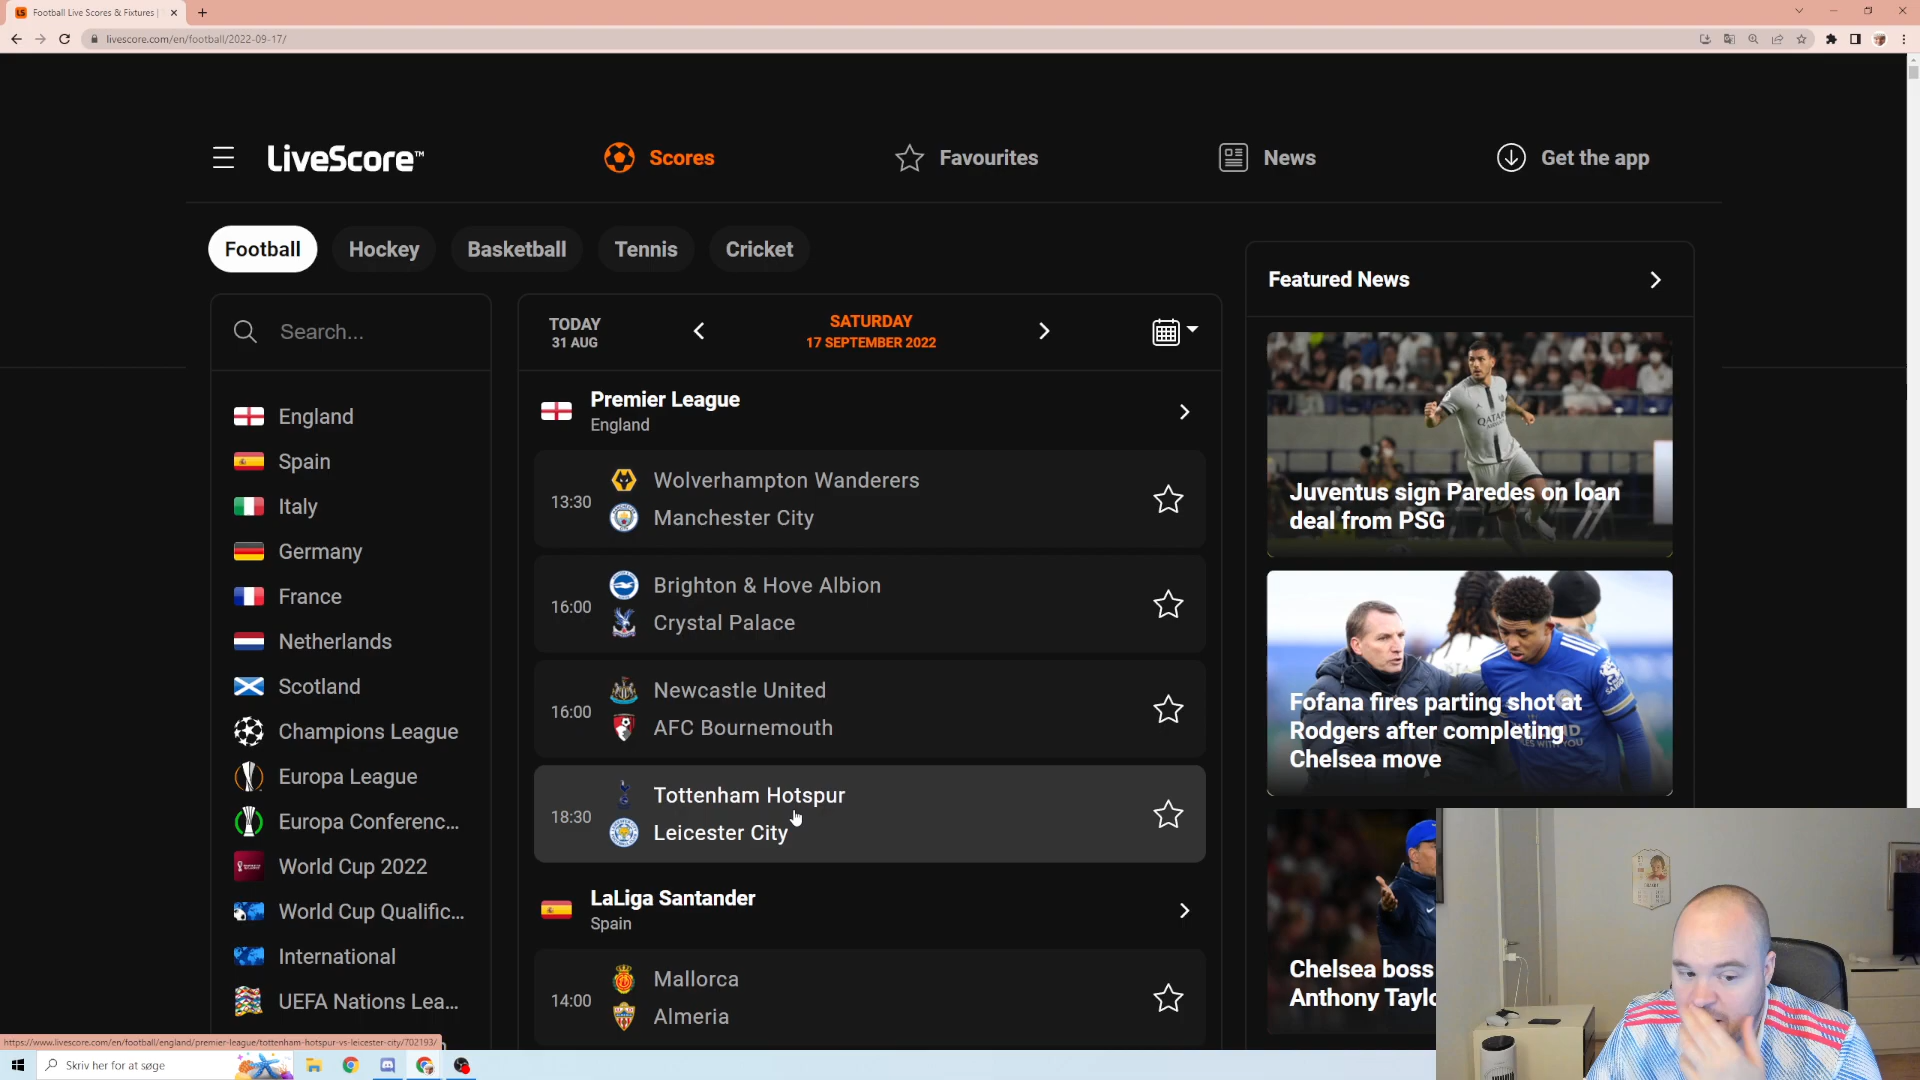 Football Live Scores & Fixtures |
livescore.com/en/football/2022-09-17/
LiveScore™
Scores
Favourites
News
Get the app
Football
Hockey
Basketball
Tennis
Cricket
Search...
England
Spain
Italy
Germany
France
Netherlands
Scotland
Champions League
Europa League
Europa Conferenc...
World Cup 2022
World Cup Qualific...
International
UEFA Nations Lea...
TODAY
31 AUG
SATURDAY
17 SEPTEMBER 2022
Premier League
England
13:30
Wolverhampton Wanderers
Manchester City
16:00
Brighton & Hove Albion
Crystal Palace
16:00
Newcastle United
AFC Bournemouth
18:30
Tottenham Hotspur
Leicester City
LaLiga Santander
Spain
14:00
Mallorca
Almeria
Featured News
QATAR
Juventus sign Paredes on loan
deal from PSG
Fofana fires parting shot at
Rodgers after completing
Chelsea move
Chelsea boss
Anthony Taylo
https://www.livescore.com/en/football/england/premier-league/tottenham-hotspur-vs-leicester-city/702193/
Skriv her for at søge